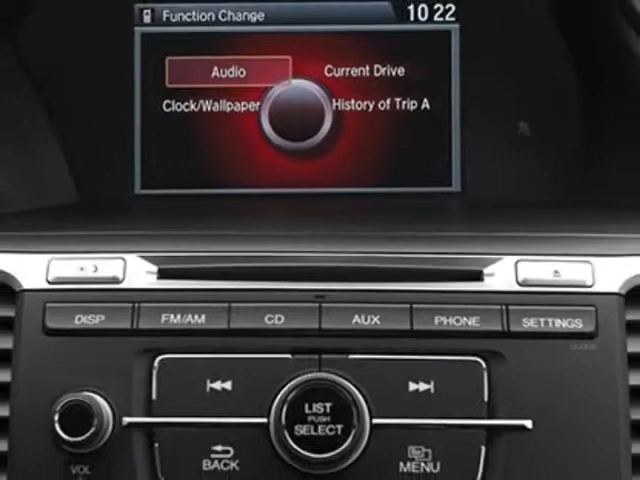 Function Change 10 22
Audio Current Drive
Clock/Wallpaper History of Trip A
DISP FM/AM CD AUX PHONE SETTINGS
CLOCK
LIST
PUSH
SELECT
VOL BACK MENU